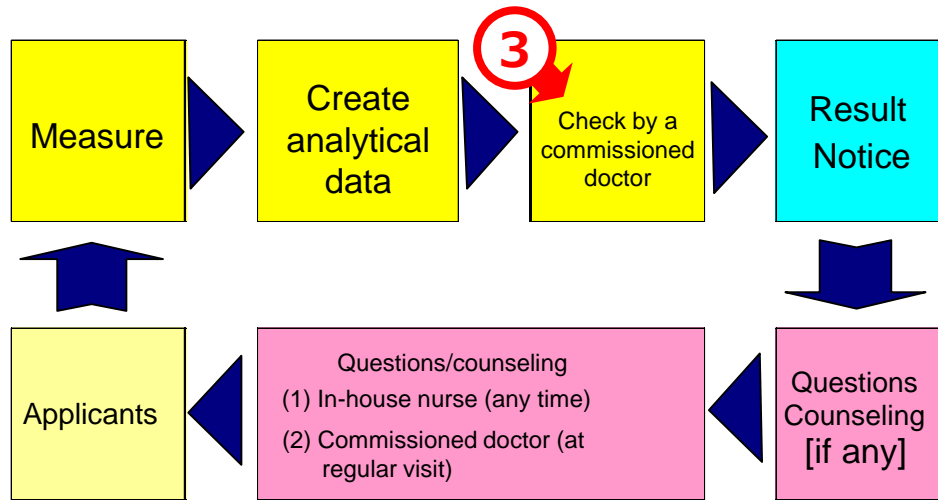 3
Measure
Create
analytical
data
Check by a
commissioned
doctor
Result
Notice
Applicants
Questions/counseling
(1) In-house nurse (any time)
(2) Commissioned doctor (at
regular visit)
Questions
Counseling
[if any]